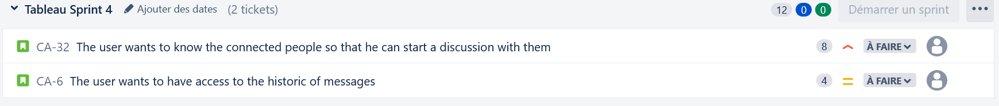 Tableau Sprint 4 Ajouter des dates (2 tickets) 12 0 0 Démarrer un sprint
CA-32 The user wants to know the connected people so that he can start a discussion with them 8 À FAIRE
CA-6 The user wants to have access to the historic of messages 4 À FAIRE